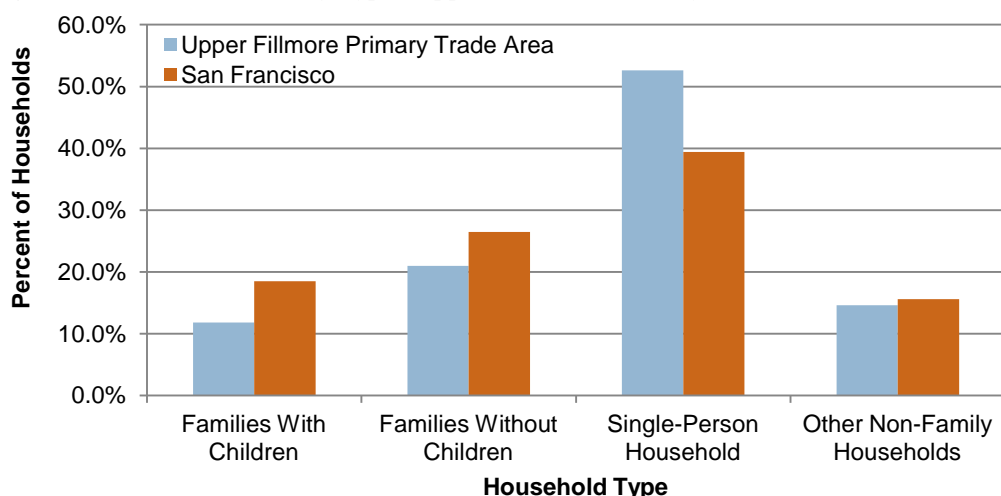 60.0%
50.0%
40.0%
30.0%
20.0%
10.0%
0.0%
Percent of Households
Upper Fillmore Primary Trade Area
San Francisco
Families With
Children
Families Without
Children
Single-Person
Household
Other Non-Family
Households
Household Type